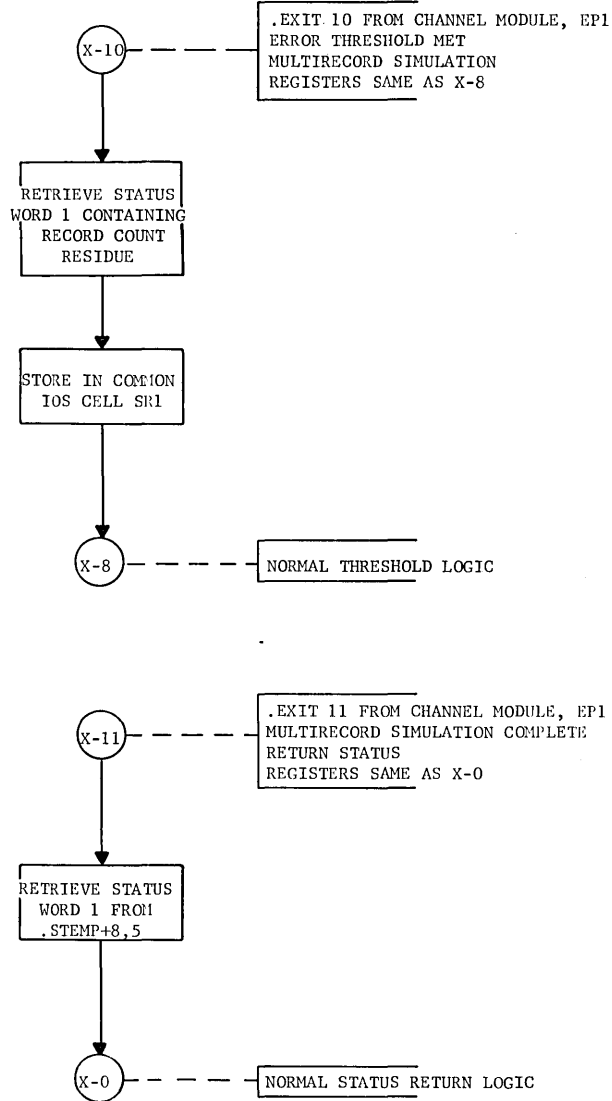 X-10
.EXIT 10 FROM CHANNEL MODULE, EP1
ERROR THRESHOLD MET
MULTIRECORD SIMULATION
REGISTERS SAME AS X-8
RETRIEVE STATUS
WORD 1 CONTAINING
RECORD COUNT
RESIDUE
STORE IN COMMON
IOS CELL SR1
X-8
NORMAL THRESHOLD LOGIC
X-11
.EXIT 11 FROM CHANNEL MODULE, EP1
MULTIRECORD SIMULATION COMPLETE
RETURN STATUS
REGISTERS SAME AS X-0
RETRIEVE STATUS
WORD 1 FROM
.STEMP+8,5
X-0
NORMAL STATUS RETURN LOGIC